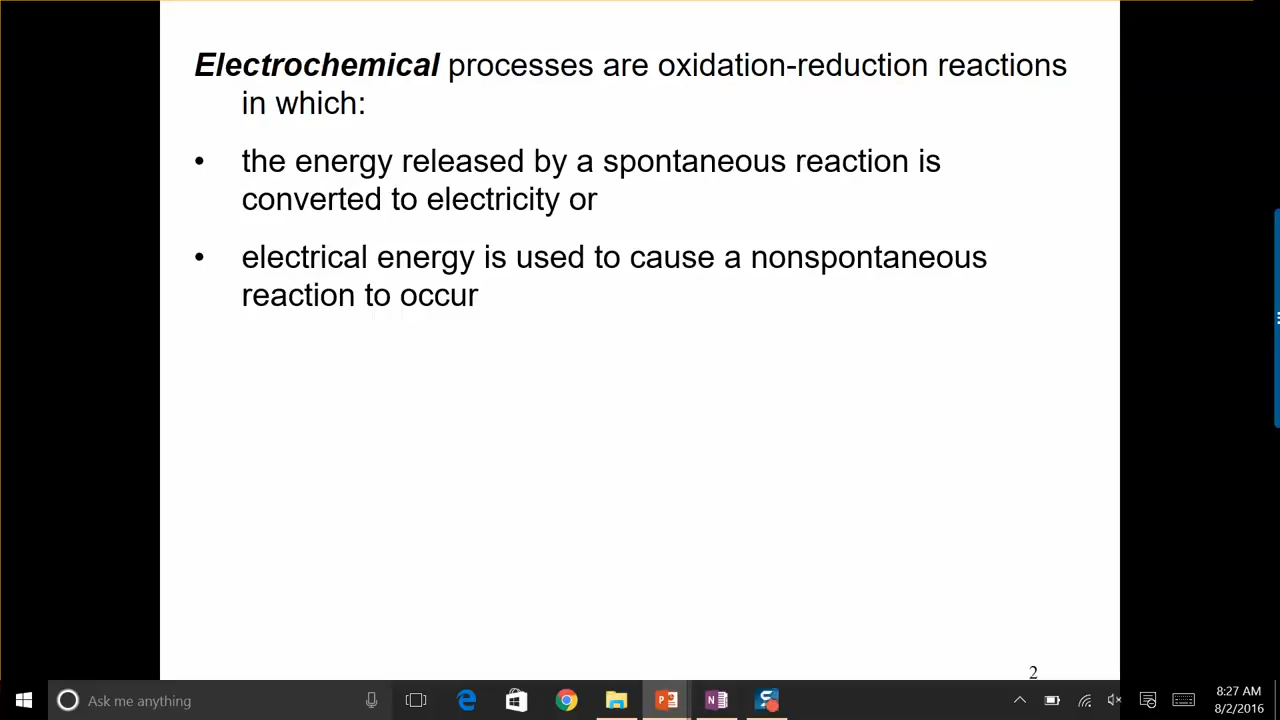 Electrochemical processes are oxidation-reduction reactions
in which:
• the energy released by a spontaneous reaction is
converted to electricity or
• electrical energy is used to cause a nonspontaneous
reaction to occur
2
Ask me anything
8:27 AM
8/2/2016